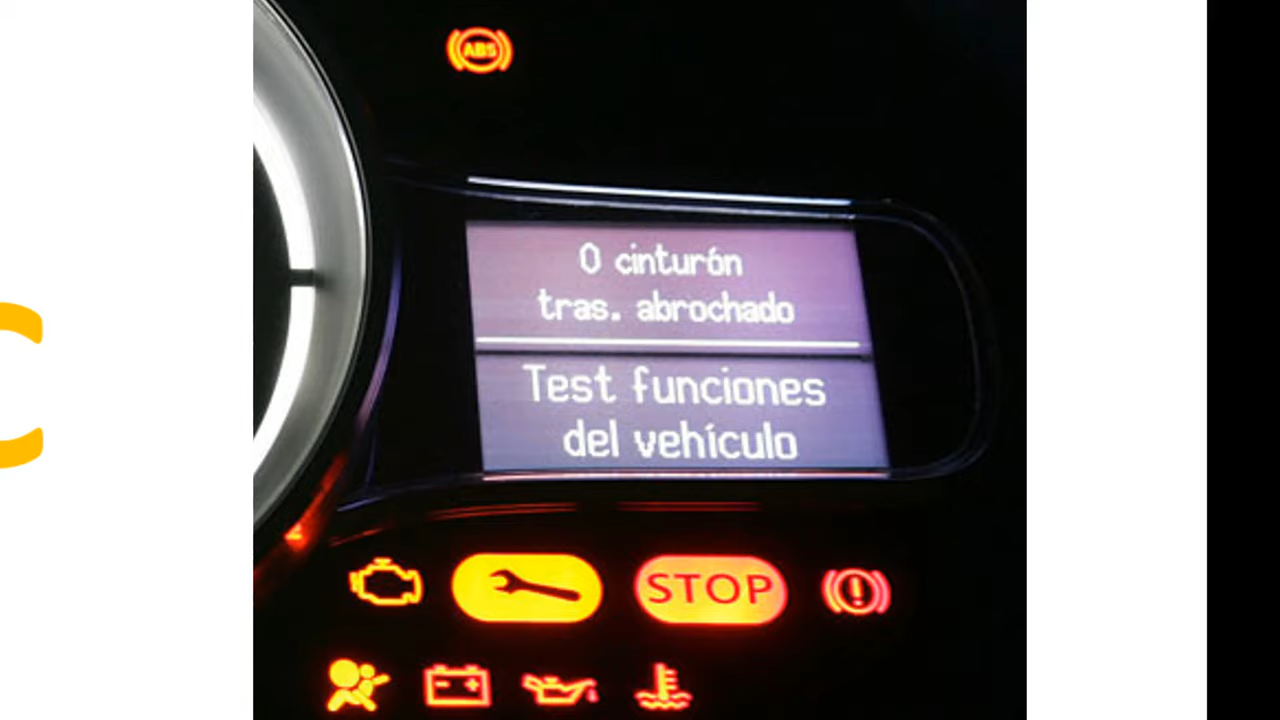 ABS
0 cinturón
tras. abrochado
Test funciones
del vehículo
STOP